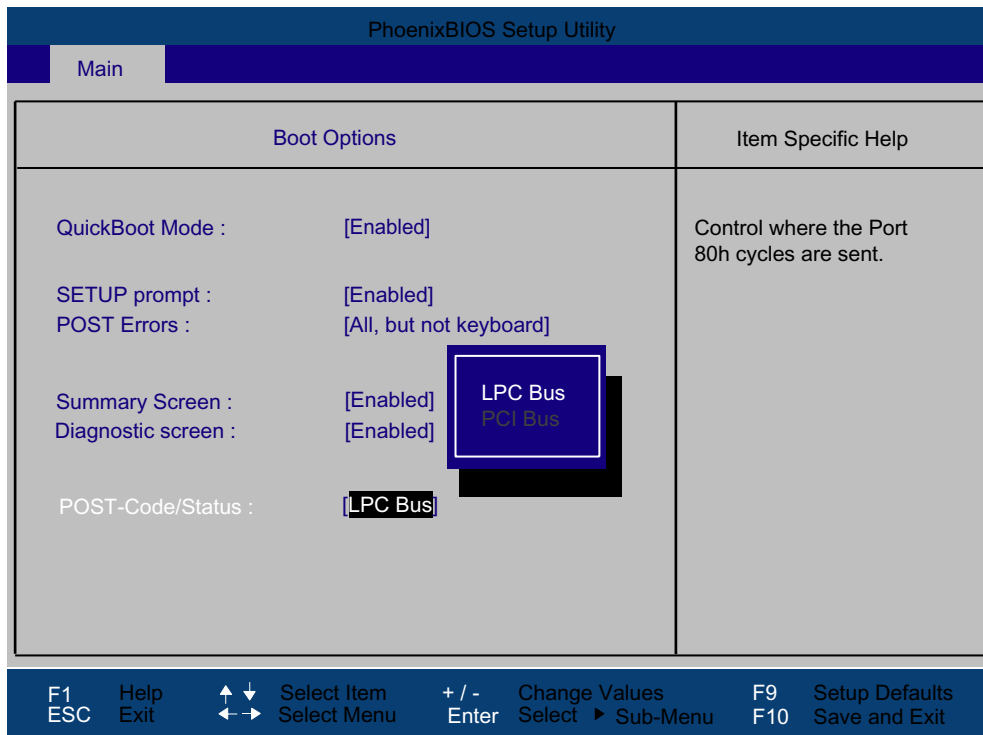 PhoenixBIOS Setup Utility
Main
Boot Options
Item Specific Help
QuickBoot Mode : [Enabled]
Control where the Port
80h cycles are sent.
SETUP prompt : [Enabled]
POST Errors : [All, but not keyboard]
Summary Screen : [Enabled]
Diagnostic screen : [Enabled]
LPC Bus
PCI Bus
POST-Code/Status : [LPC Bus]
F1 Help Select Item + / - Change Values F9 Setup Defaults
ESC Exit Select Menu Enter Select Sub-Menu F10 Save and Exit